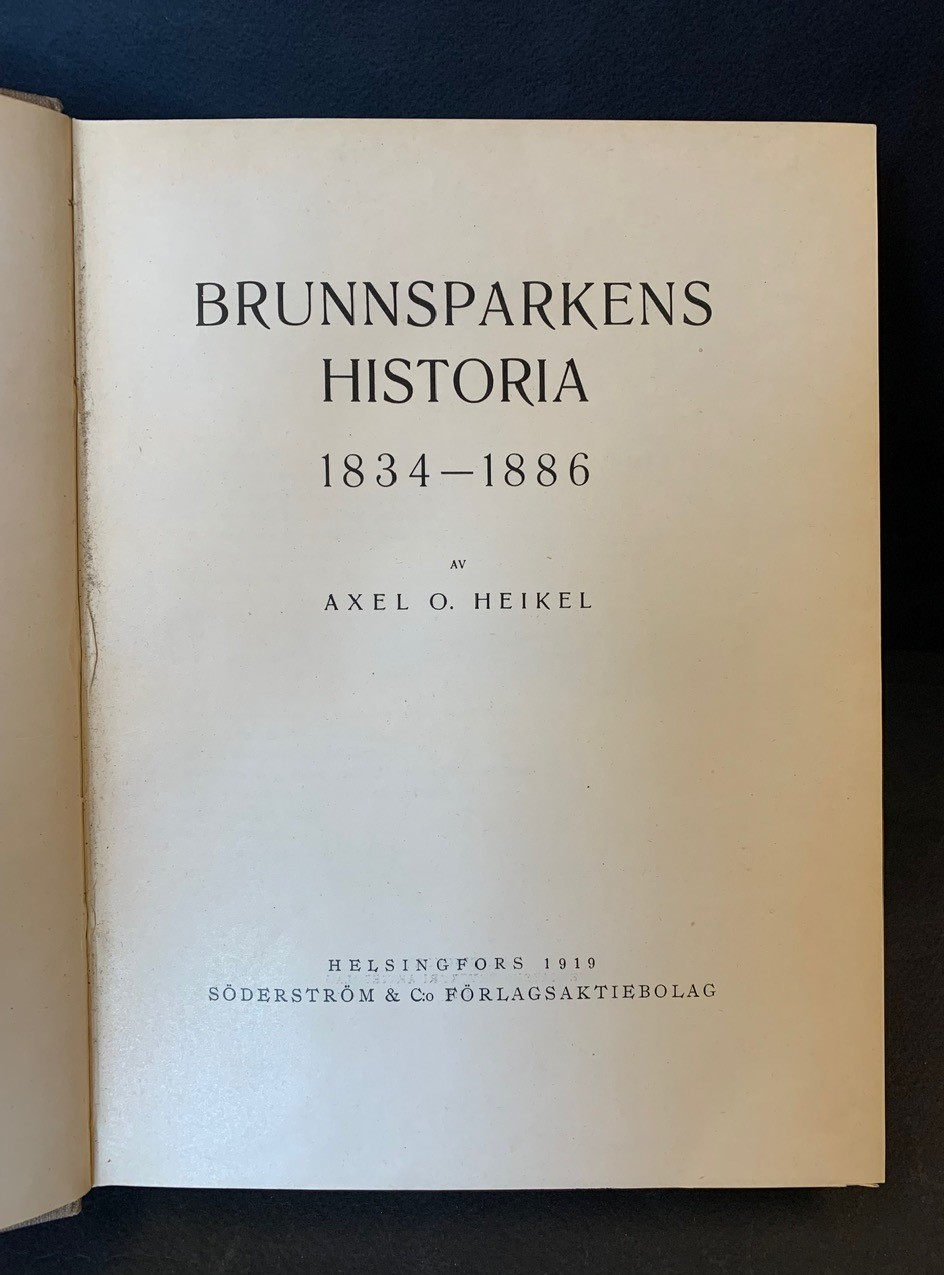 BRUNNSPARKENS
HISTORIA
1834—1886
AV
AXEL O. HEIKEL
HELSINGFORS 1919
SÖDERSTRÖM & C:o FÖRLAGSAKTIEBOLAG